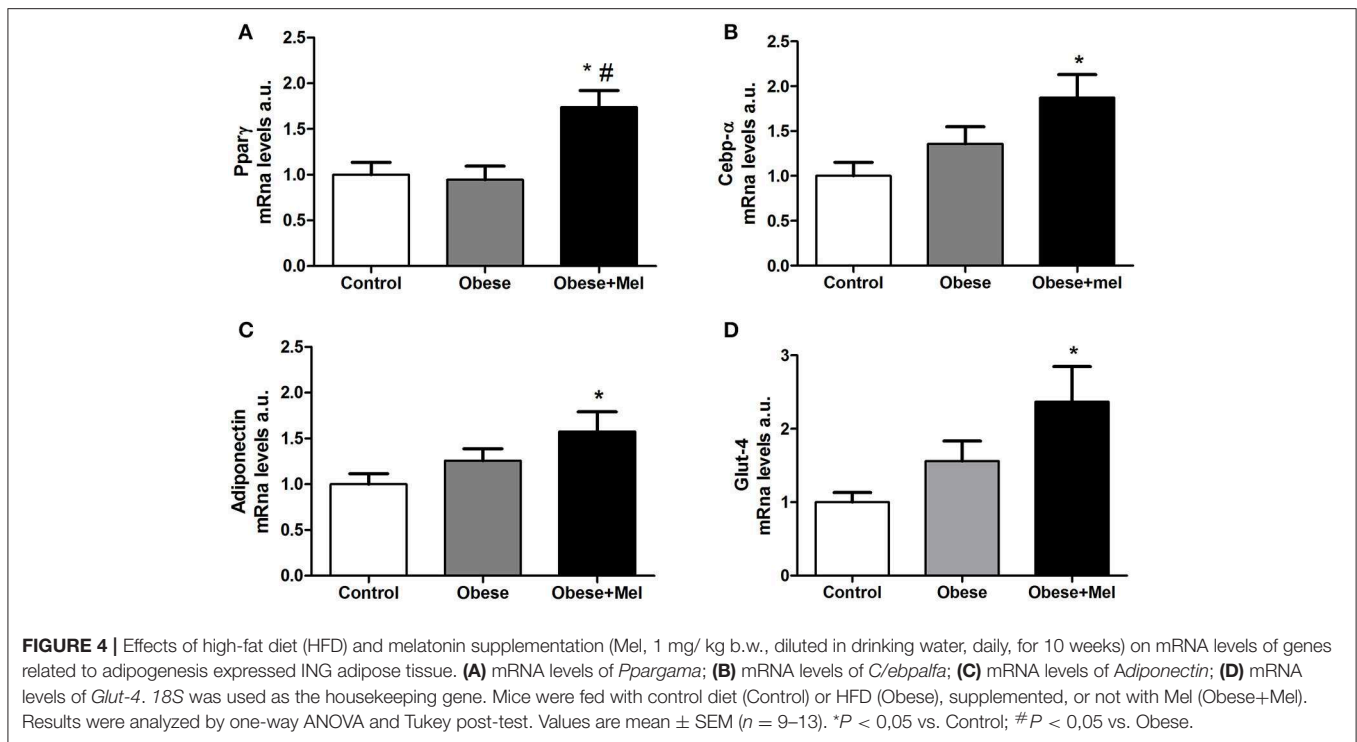 A
Pparγ
mRna levels a.u.
2.5
2.0
1.5
1.0
0.5
0.0
* #
Control Obese Obese+Mel
B
Cebp-α
mRna levels a.u.
2.5
2.0
1.5
1.0
0.5
0.0
*
Control Obese Obese+mel
C
Adiponectin
mRna levels a.u.
2.5
2.0
1.5
1.0
0.5
0.0
*
Control Obese Obese+Mel
D
Glut-4
mRna levels a.u.
3
2
1
0
*
Control Obese Obese+Mel
FIGURE 4 | Effects of high-fat diet (HFD) and melatonin supplementation (Mel, 1 mg/ kg b.w., diluted in drinking water, daily, for 10 weeks) on mRNA levels of genes
related to adipogenesis expressed ING adipose tissue. (A) mRNA levels of Ppargama; (B) mRNA levels of C/ebpalfa; (C) mRNA levels of Adiponectin; (D) mRNA
levels of Glut-4. 18S was used as the housekeeping gene. Mice were fed with control diet (Control) or HFD (Obese), supplemented, or not with Mel (Obese+Mel).
Results were analyzed by one-way ANOVA and Tukey post-test. Values are mean ± SEM (n = 9–13). *P < 0,05 vs. Control; #P < 0,05 vs. Obese.